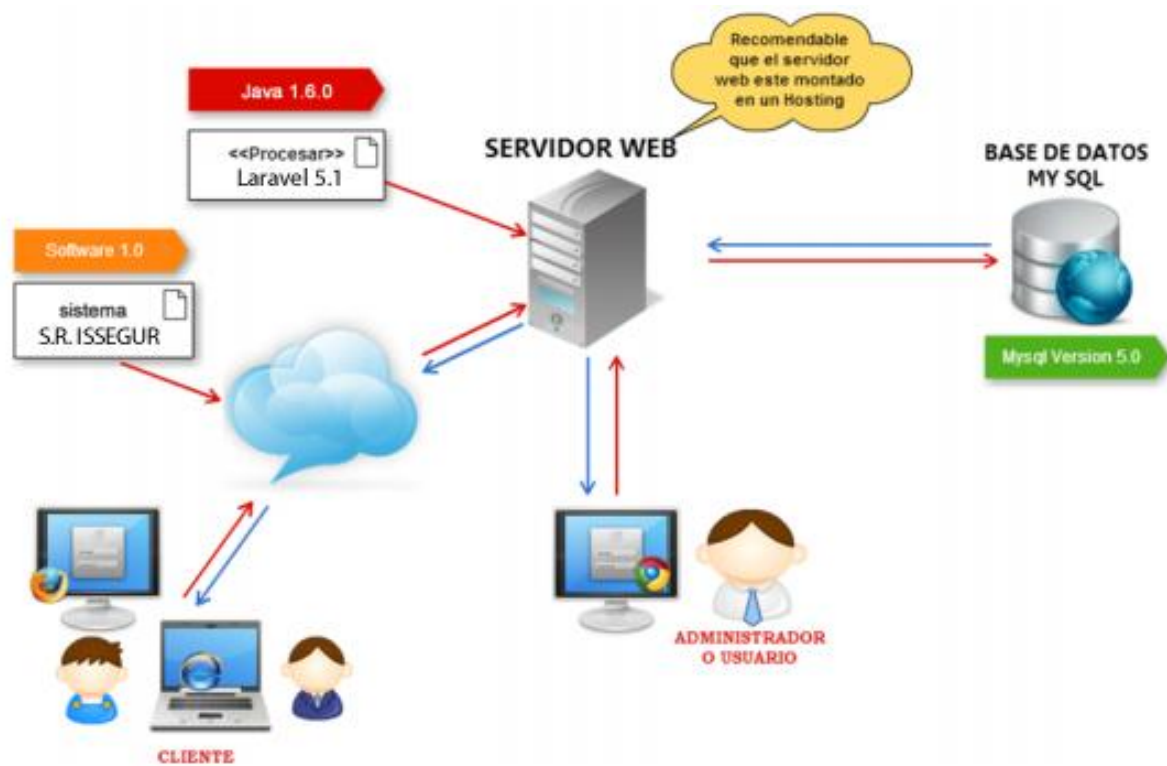 Recomendable
que el servidor
web este montado
en un Hosting
Java 1.6.0
<<Procesar>>
Laravel 5.1
SERVIDOR WEB
BASE DE DATOS
MY SQL
Software 1.0
sistema
S.R. ISSEGUR
Mysql Version 5.0
ADMINISTRADOR
O USUARIO
CLIENTE